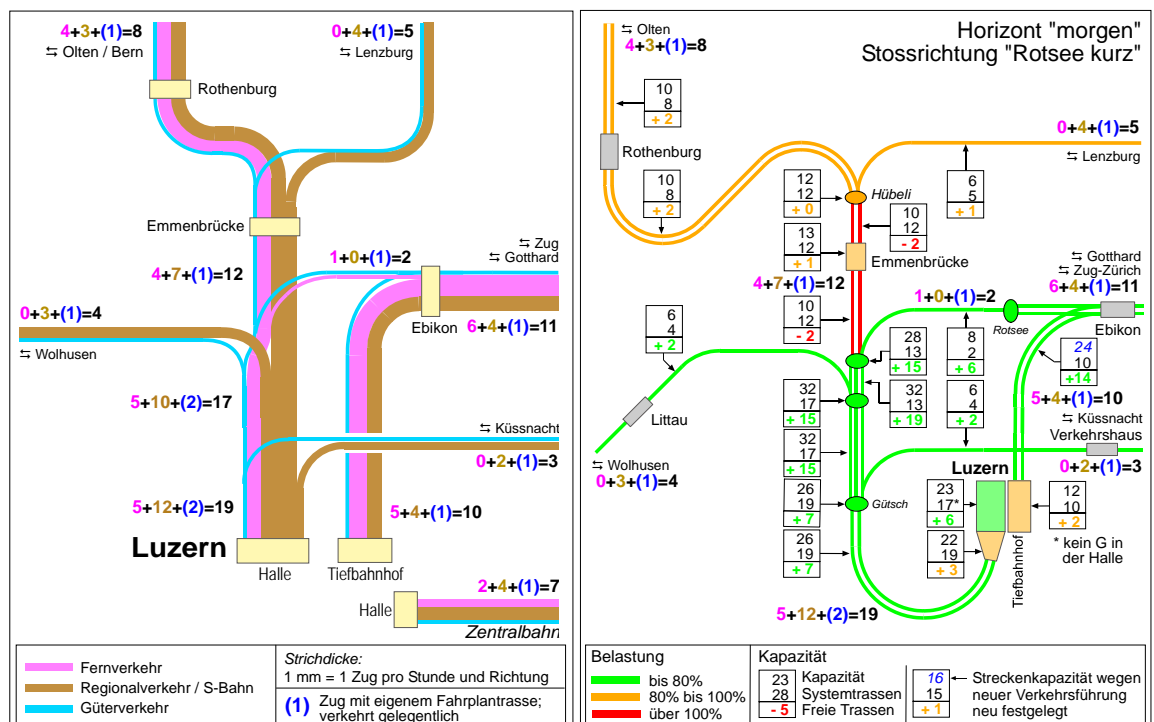 4+3+(1)=8
⇆ Olten / Bern
0+4+(1)=5
⇆ Lenzburg
Rothenburg
Emmenbrücke
4+7+(1)=12
1+0+(1)=2
⇆ Zug
⇆ Gotthard
0+3+(1)=4
⇆ Wolhusen
Ebikon
6+4+(1)=11
5+10+(2)=17
⇆ Küssnacht
0+2+(1)=3
5+12+(2)=19
5+4+(1)=10
Luzern
Halle
Tiefbahnhof
2+4+(1)=7
Halle
Zentralbahn
Fernverkehr
Regionalverkehr / S-Bahn
Güterverkehr
Strichdicke:
1 mm = 1 Zug pro Stunde und Richtung
(1) Zug mit eigenem Fahrplantrasse;
verkehrt gelegentlich
Horizont "morgen"
Stossrichtung "Rotsee kurz"
⇆ Olten
4+3+(1)=8
10
8
+ 2
Rothenburg
10
8
+ 2
0+4+(1)=5
⇆ Lenzburg
6
5
+ 1
12
12
+ 0
Hübeli
10
12
- 2
13
12
+ 1
Emmenbrücke
4+7+(1)=12
⇆ Gotthard
⇆ Zug-Zürich
6+4+(1)=11
1+0+(1)=2
Rotsee
Ebikon
10
12
- 2
6
4
+ 2
28
13
+ 15
8
2
+ 6
24
10
+14
5+4+(1)=10
32
17
+ 15
32
13
+ 19
6
4
+ 2
Littau
⇆ Küssnacht
Verkehrshaus
0+2+(1)=3
32
17
+ 15
⇆ Wolhusen
0+3+(1)=4
Luzern
26
19
+ 7
Gütsch
23
17*
+ 6
12
10
+ 2
26
19
+ 7
22
19
+ 3
Tiefbahnhof
* kein G in
der Halle
5+12+(2)=19
Belastung
bis 80%
80% bis 100%
über 100%
Kapazität
23 Kapazität
28 Systemtrassen
- 5 Freie Trassen
16
15
+ 1
Streckenkapazität wegen
neuer Verkehrsführung
neu festgelegt